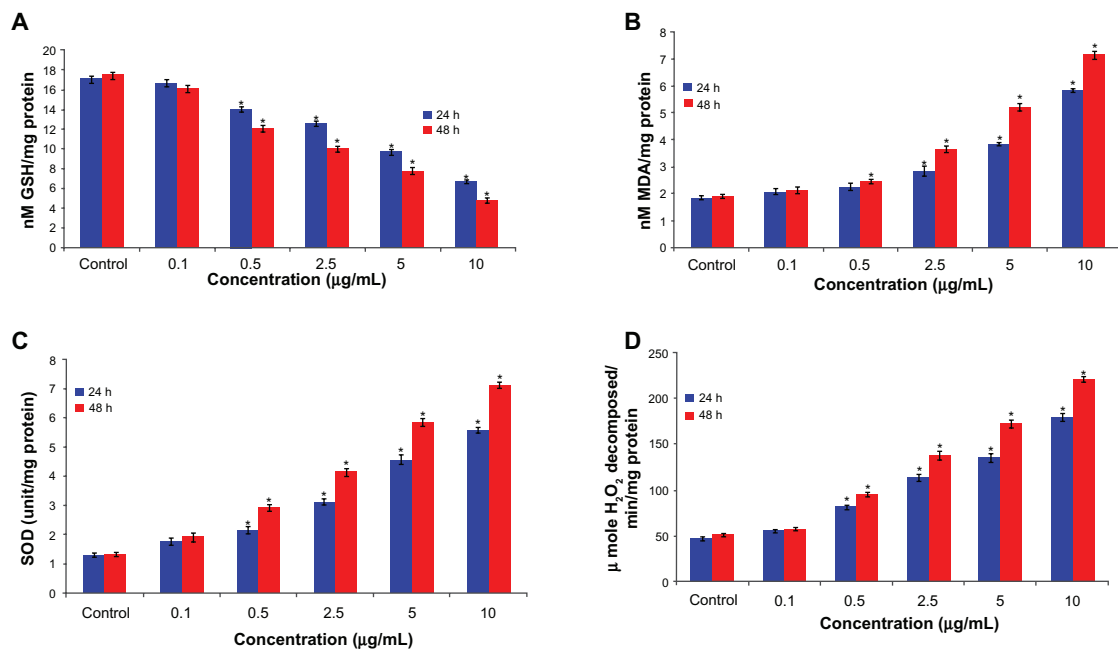 A
nM GSH/mg protein
20
18
16
14
12
10
8
6
4
2
0
* * * * * * * *
24 h
48 h
Control 0.1 0.5 2.5 5 10
Concentration (μg/mL)
B
nM MDA/mg protein
8
7
6
5
4
3
2
1
0
* * * * * * *
24 h
48 h
Control 0.1 0.5 2.5 5 10
Concentration (μg/mL)
C
SOD (unit/mg protein)
8
7
6
5
4
3
2
1
0
* * * * * * * *
24 h
48 h
Control 0.1 0.5 2.5 5 10
Concentration (μg/mL)
D
μ mole H₂O₂ decomposed/
min/mg protein
250
200
150
100
50
0
* * * * * * * *
24 h
48 h
Control 0.1 0.5 2.5 5 10
Concentration (μg/mL)